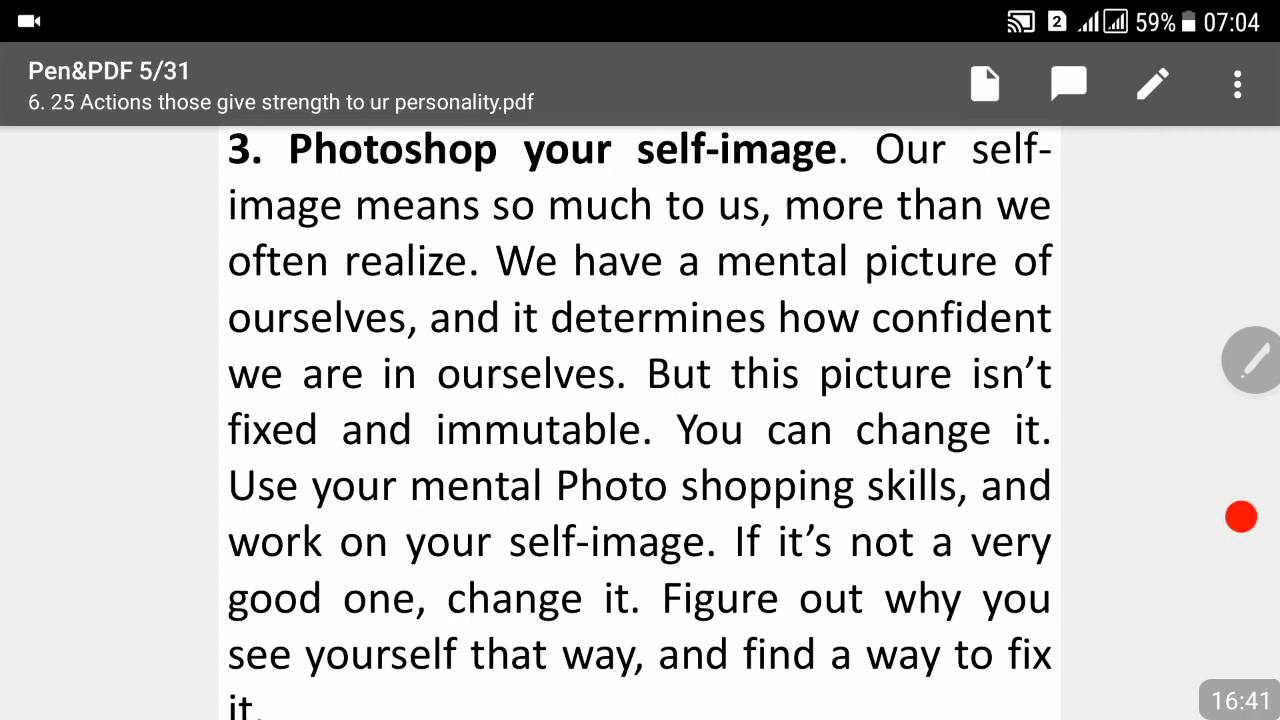 2 59% 07:04
Pen&PDF 5/31
6. 25 Actions those give strength to ur personality.pdf
3. Photoshop your self-image. Our self-
image means so much to us, more than we
often realize. We have a mental picture of
ourselves, and it determines how confident
we are in ourselves. But this picture isn’t
fixed and immutable. You can change it.
Use your mental Photo shopping skills, and
work on your self-image. If it’s not a very
good one, change it. Figure out why you
see yourself that way, and find a way to fix
it.
16:41